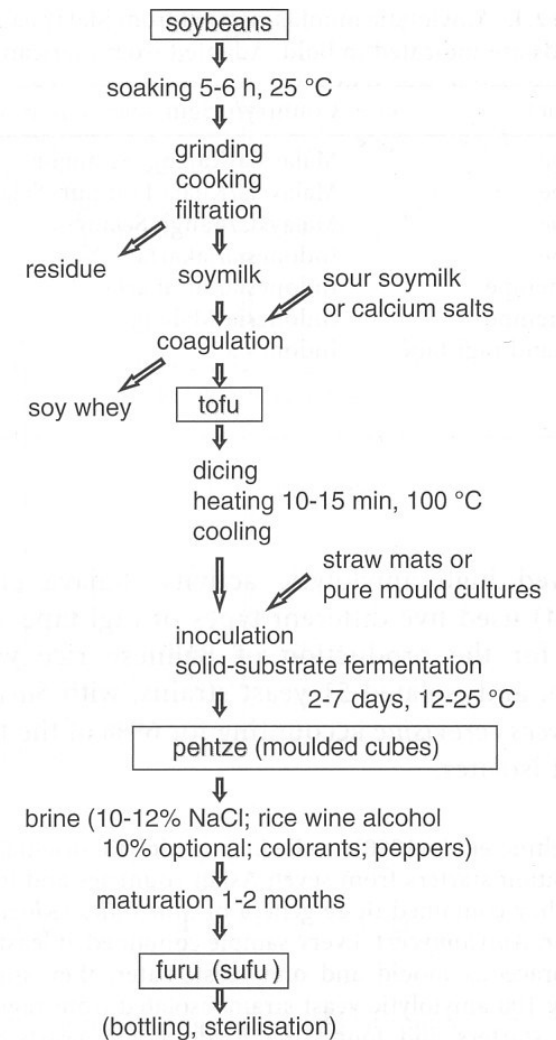 soybeans
soaking 5-6 h, 25 °C
grinding
cooking
filtration
residue
soymilk
sour soymilk
or calcium salts
coagulation
soy whey
tofu
dicing
heating 10-15 min, 100 °C
cooling
straw mats or
pure mould cultures
inoculation
solid-substrate fermentation
2-7 days, 12-25 °C
pehtze (moulded cubes)
brine (10-12% NaCl; rice wine alcohol
10% optional; colorants; peppers)
maturation 1-2 months
furu (sufu )
(bottling, sterilisation)